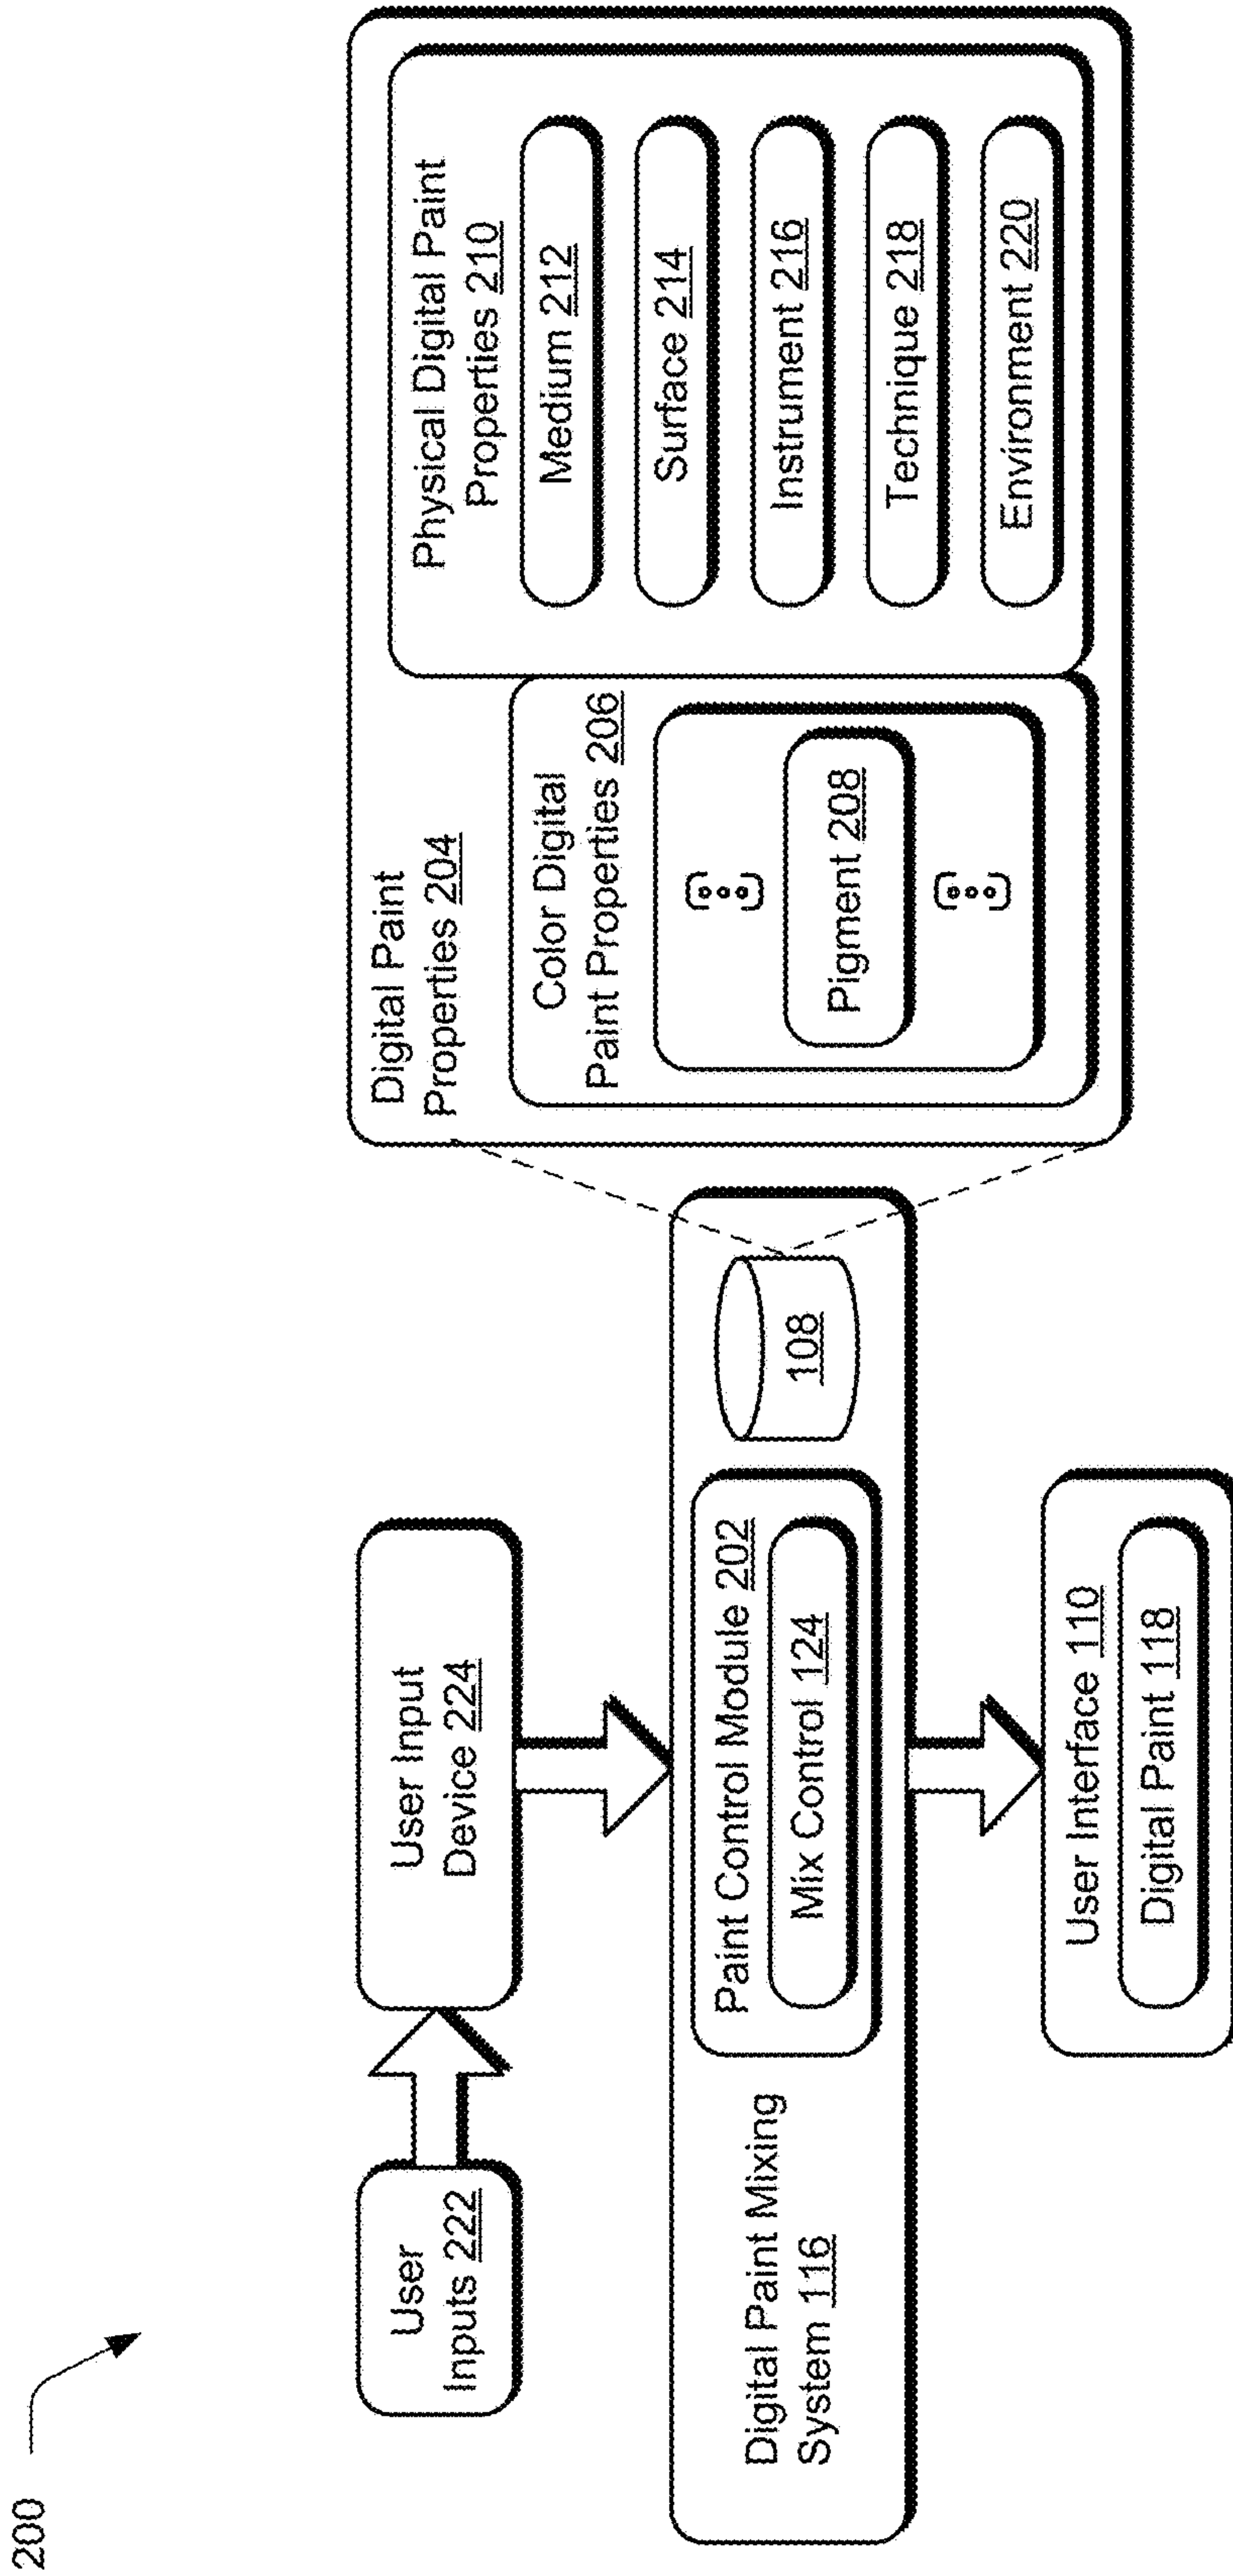 200
User
Inputs 222
User Input
Device 224
Digital Paint Mixing
System 116
Paint Control Module 202
Mix Control 124
108
User Interface 110
Digital Paint 118
Digital Paint
Properties 204
Color Digital
Paint Properties 206
Pigment 208
Physical Digital Paint
Properties 210
Medium 212
Surface 214
Instrument 216
Technique 218
Environment 220